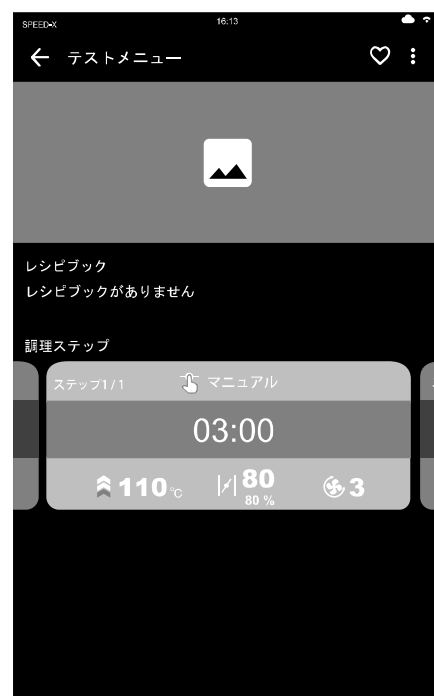 SPEED-X 16:13
テストメニュー
レシピブック
レシピブックがありません
調理ステップ
ステップ1/1 マニュアル
03:00
110℃ 80 3
80 %